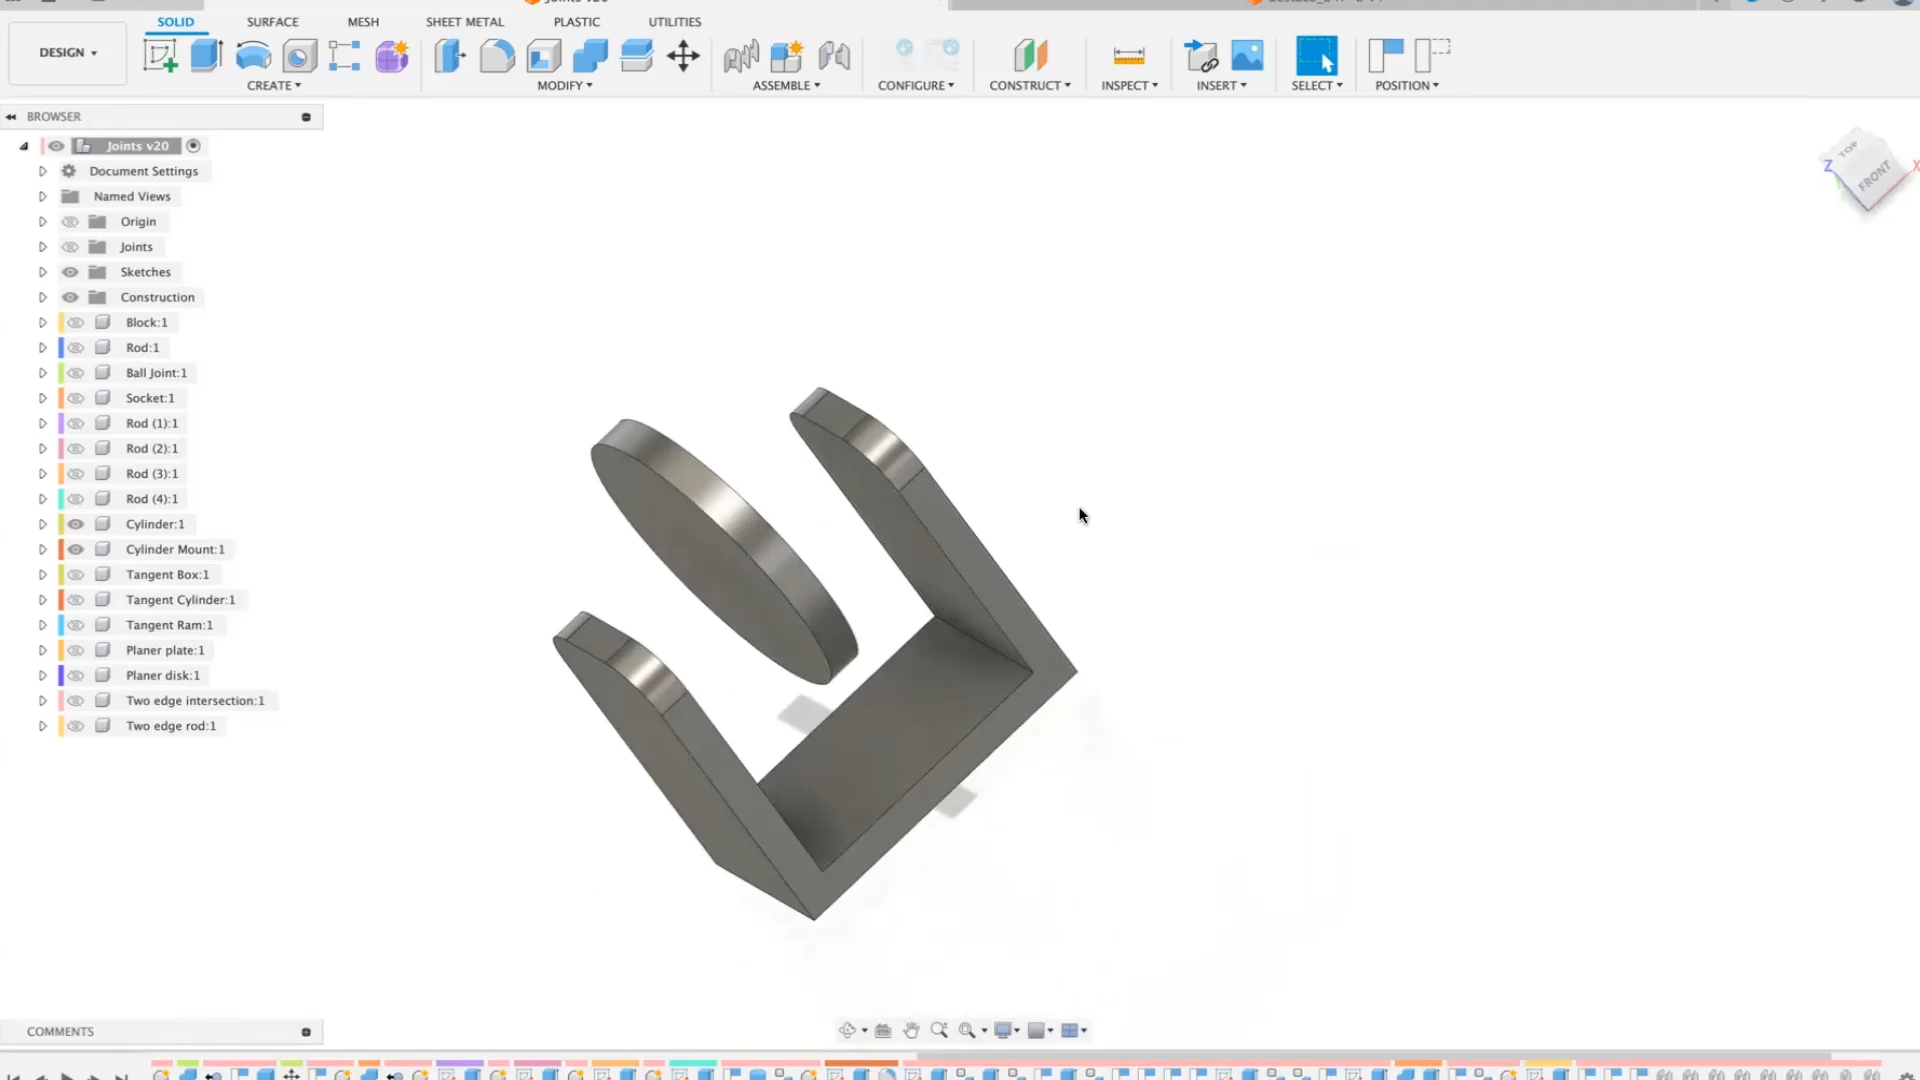 Joints v20
SOLID
SURFACE
MESH
SHEET METAL
PLASTIC
UTILITIES
DESIGN
CREATE
MODIFY
ASSEMBLE
CONFIGURE
CONSTRUCT
INSPECT
INSERT
SELECT
POSITION
BROWSER
Joints v20
Document Settings
Named Views
Origin
Joints
Sketches
Construction
Block:1
Rod:1
Ball Joint:1
Socket:1
Rod (1):1
Rod (2):1
Rod (3):1
Rod (4):1
Cylinder:1
Cylinder Mount:1
Tangent Box:1
Tangent Cylinder:1
Tangent Ram:1
Planer plate:1
Planer disk:1
Two edge intersection:1
Two edge rod:1
TOP
Z
FRONT
X
COMMENTS